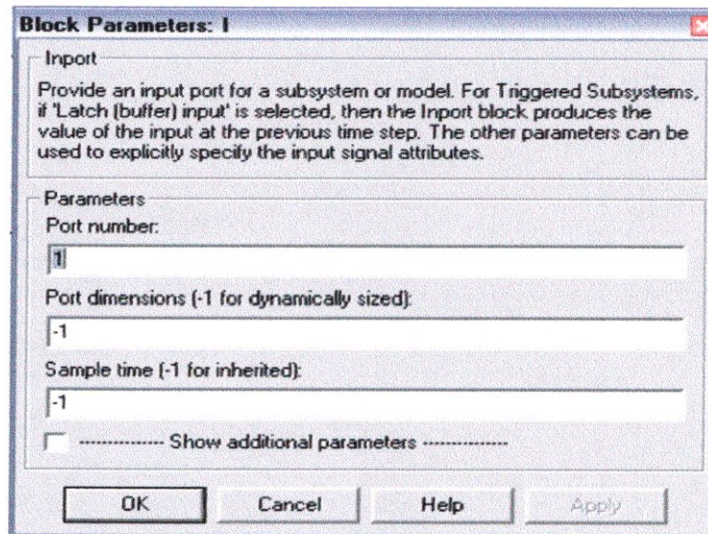 Block Parameters: I
Inport
Provide an input port for a subsystem or model. For Triggered Subsystems,
if 'Latch (buffer) input' is selected, then the Inport block produces the
value of the input at the previous time step. The other parameters can be
used to explicitly specify the input signal attributes.
Parameters
Port number:
1
Port dimensions (-1 for dynamically sized):
-1
Sample time (-1 for inherited):
-1
--------------- Show additional parameters ---------------
OK Cancel Help Apply